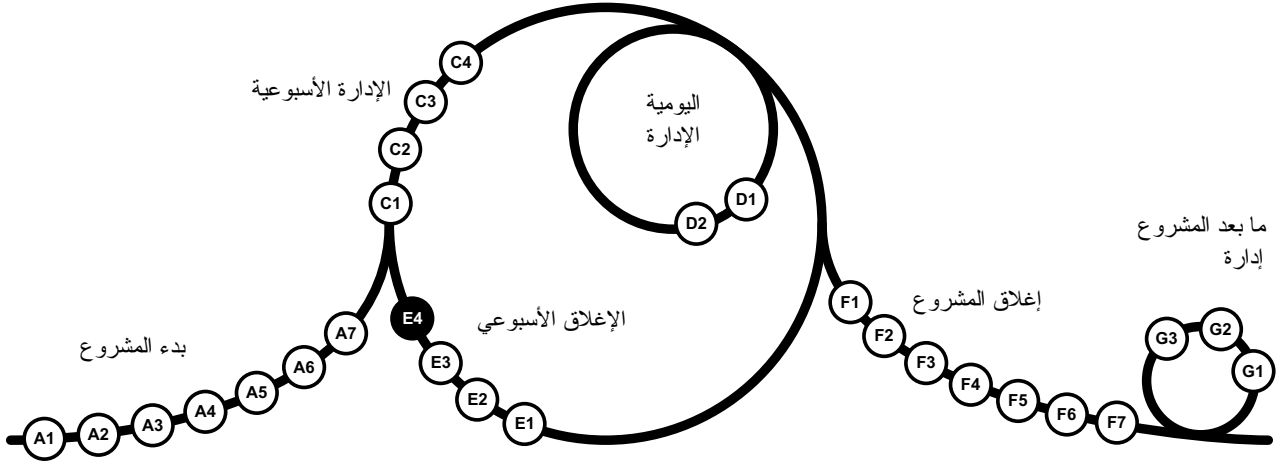 الإدارة الأسبوعية
C4
C3
C2
C1
اليومية
الإدارة
D1
D2
ما بعد المشروع
إدارة
بدء المشروع
A1
A2
A3
A4
A5
A6
A7
الإغلاق الأسبوعي
E4
E3
E2
E1
إغلاق المشروع
F1
F2
F3
F4
F5
F6
F7
G3
G2
G1